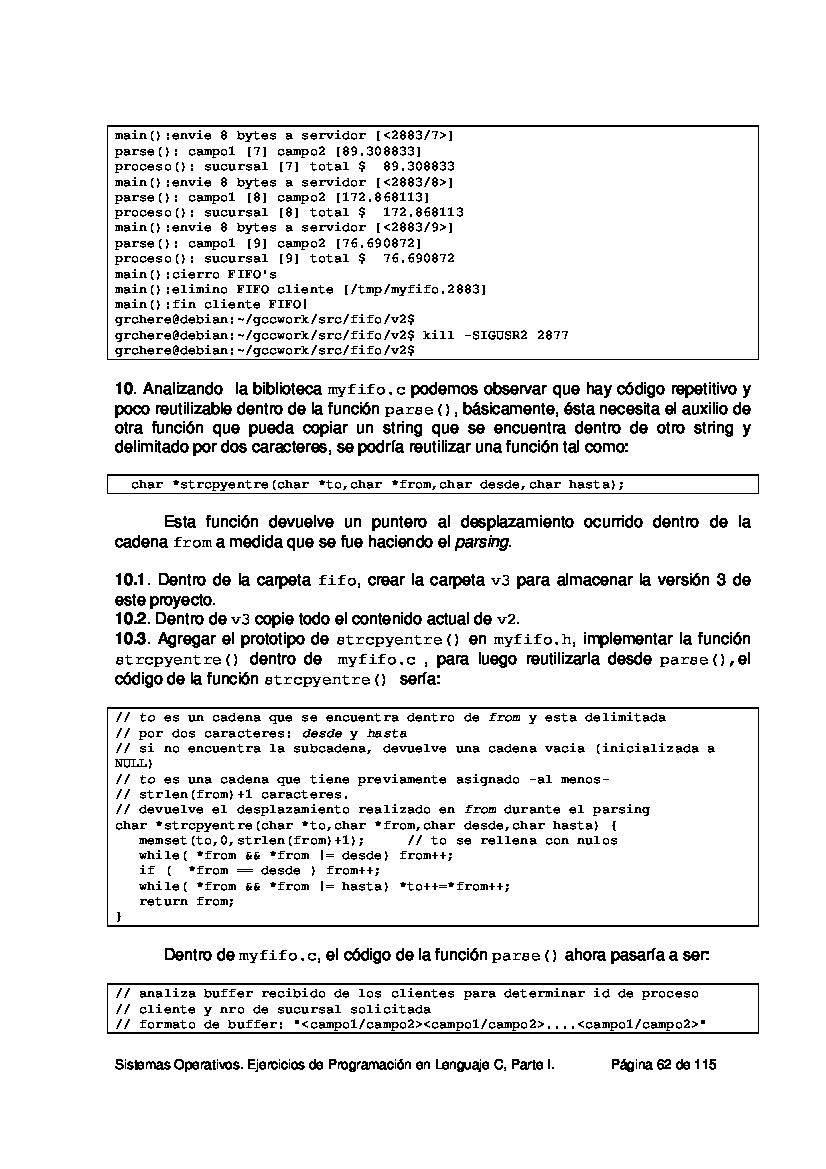 main():envie 8 bytes a servidor [<2883/7>]
parse(): campo1 [7] campo2 [89.308833]
proceso(): sucursal [7] total $  89.308833
main():envie 8 bytes a servidor [<2883/8>]
parse(): campo1 [8] campo2 [172.868113]
proceso(): sucursal [8] total $  172.868113
main():envie 8 bytes a servidor [<2883/9>]
parse(): campo1 [9] campo2 [76.690872]
proceso(): sucursal [9] total $  76.690872
main():cierro FIFO's
main():elimino FIFO cliente [/tmp/myfifo.2883]
main():fin cliente FIFO!
grchere@debian:~/gccwork/src/fifo/v2$
grchere@debian:~/gccwork/src/fifo/v2$ kill -SIGUSR2 2877
grchere@debian:~/gccwork/src/fifo/v2$
10. Analizando la biblioteca myfifo.c podemos observar que hay código repetitivo y
poco reutilizable dentro de la función parse(), básicamente, ésta necesita el auxilio de
otra función que pueda copiar un string que se encuentra dentro de otro string y
delimitado por dos caracteres, se podría reutilizar una función tal como:
char *strcpyentre(char *to,char *from,char desde,char hasta);
Esta función devuelve un puntero al desplazamiento ocurrido dentro de la
cadena from a medida que se fue haciendo el parsing.
10.1. Dentro de la carpeta fifo, crear la carpeta v3 para almacenar la versión 3 de
este proyecto.
10.2. Dentro de v3 copie todo el contenido actual de v2.
10.3. Agregar el prototipo de strcpyentre() en myfifo.h, implementar la función
strcpyentre() dentro de myfifo.c , para luego reutilizarla desde parse(),el
código de la función strcpyentre() sería:
// to es un cadena que se encuentra dentro de from y esta delimitada
// por dos caracteres: desde y hasta
// si no encuentra la subcadena, devuelve una cadena vacia (inicializada a
NULL)
// to es una cadena que tiene previamente asignado -al menos-
// strlen(from)+1 caracteres.
// devuelve el desplazamiento realizado en from durante el parsing
char *strcpyentre(char *to,char *from,char desde,char hasta) {
   memset(to,0,strlen(from)+1);     // to se rellena con nulos
   while( *from && *from != desde) from++;
   if (  *from == desde ) from++;
   while( *from && *from != hasta) *to++=*from++;
   return from;
}
Dentro de myfifo.c, el código de la función parse() ahora pasaría a ser:
// analiza buffer recibido de los clientes para determinar id de proceso
// cliente y nro de sucursal solicitada
// formato de buffer: "<campo1/campo2><campo1/campo2>....<campo1/campo2>"
Sistemas Operativos. Ejercicios de Programación en Lenguaje C, Parte I. Página 62 de 115